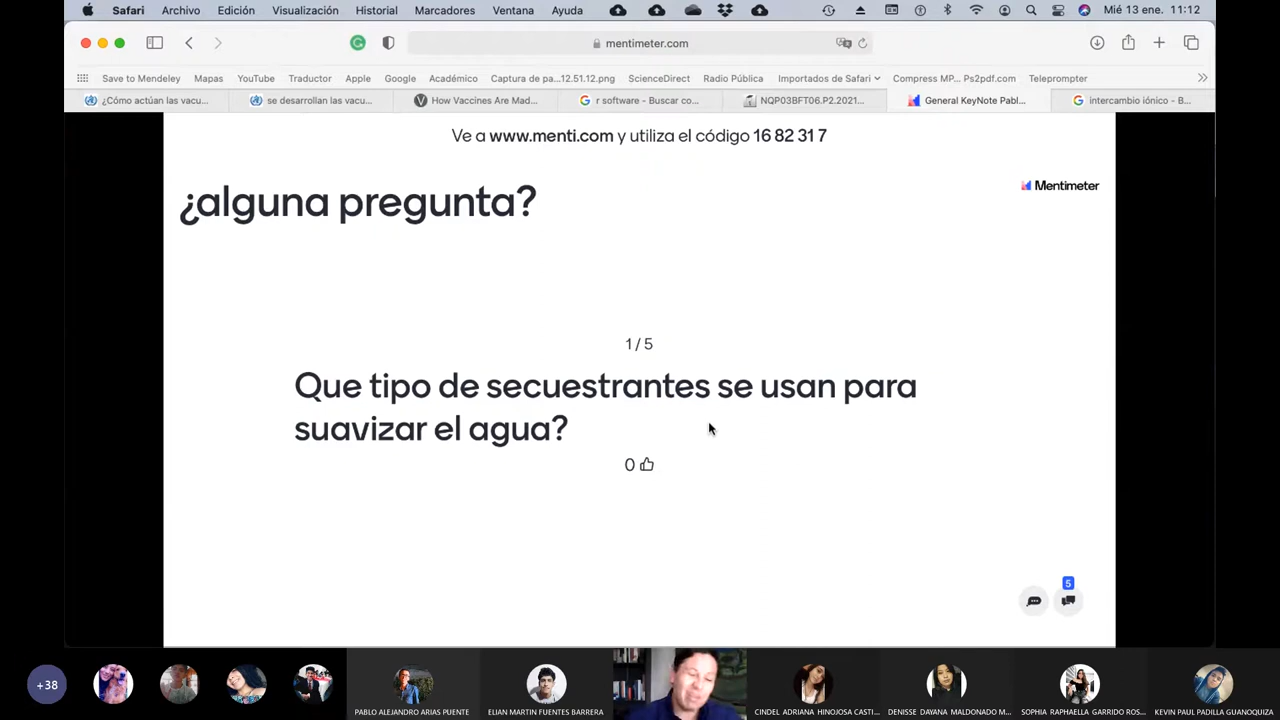 Safari Archivo Edición Visualización Historial Marcadores Ventana Ayuda Mié 13 ene. 11:12
mentimeter.com
Save to Mendeley Mapas YouTube Traductor Apple Google Académico Captura de pa...12.51.12.png ScienceDirect Radio Pública Importados de Safari Compress MP... Ps2pdf.com Teleprompter
¿Cómo actúan las vacu... se desarrollan las vacu... How Vaccines Are Mad... r software - Buscar co... NQP03BFT06.P2.2021... General KeyNote Pabl... intercambio iónico - B...
Ve a www.menti.com y utiliza el código 16 82 31 7
¿alguna pregunta?
Mentimeter
1 / 5
Que tipo de secuestrantes se usan para
suavizar el agua?
0
5
+38
PABLO ALEJANDRO ARIAS PUENTE ELIAN MARTIN FUENTES BARRERA CINDEL ADRIANA HINOJOSA CASTI... DENISSE DAYANA MALDONADO M... SOPHIA RAPHAELLA GARRIDO ROS... KEVIN PAUL PADILLA GUANOQUIZA